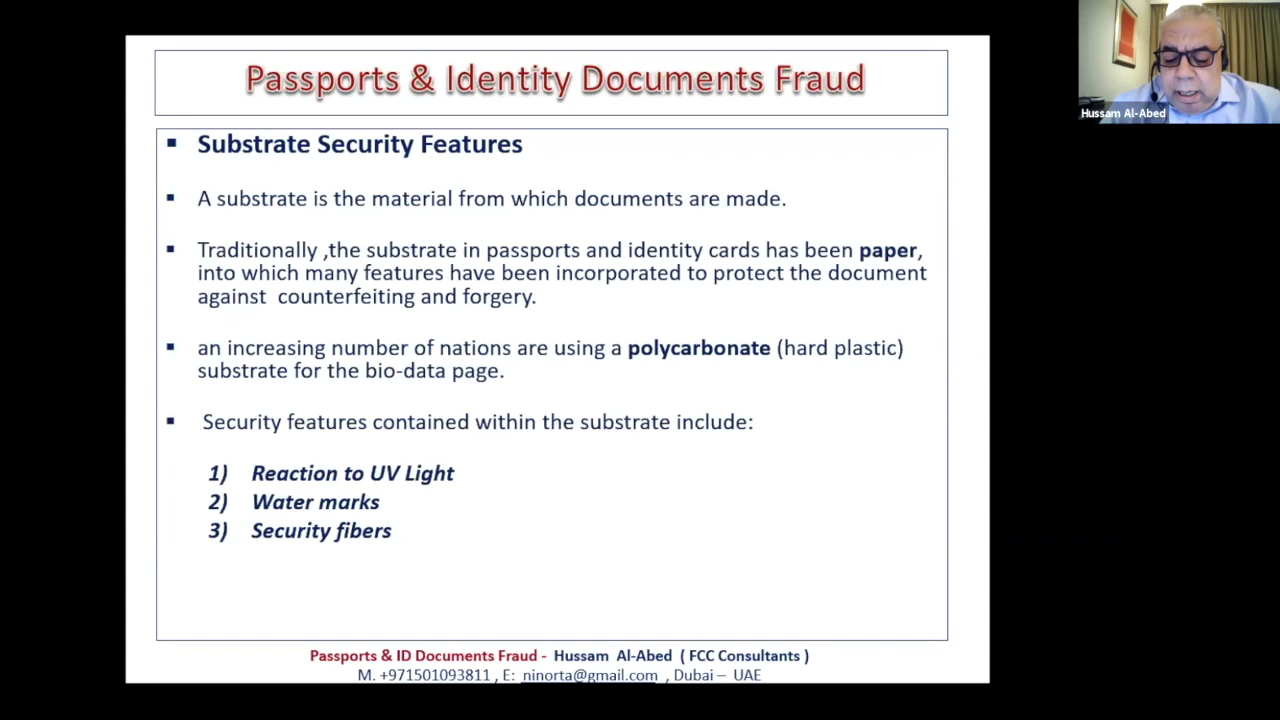 Passports & Identity Documents Fraud
Hussam Al-Abed
▪ Substrate Security Features
▪ A substrate is the material from which documents are made.
▪ Traditionally ,the substrate in passports and identity cards has been paper,
into which many features have been incorporated to protect the document
against counterfeiting and forgery.
▪ an increasing number of nations are using a polycarbonate (hard plastic)
substrate for the bio-data page.
▪ Security features contained within the substrate include:
1) Reaction to UV Light
2) Water marks
3) Security fibers
Passports & ID Documents Fraud - Hussam Al-Abed ( FCC Consultants )
M. +971501093811 , E: ninorta@gmail.com , Dubai – UAE